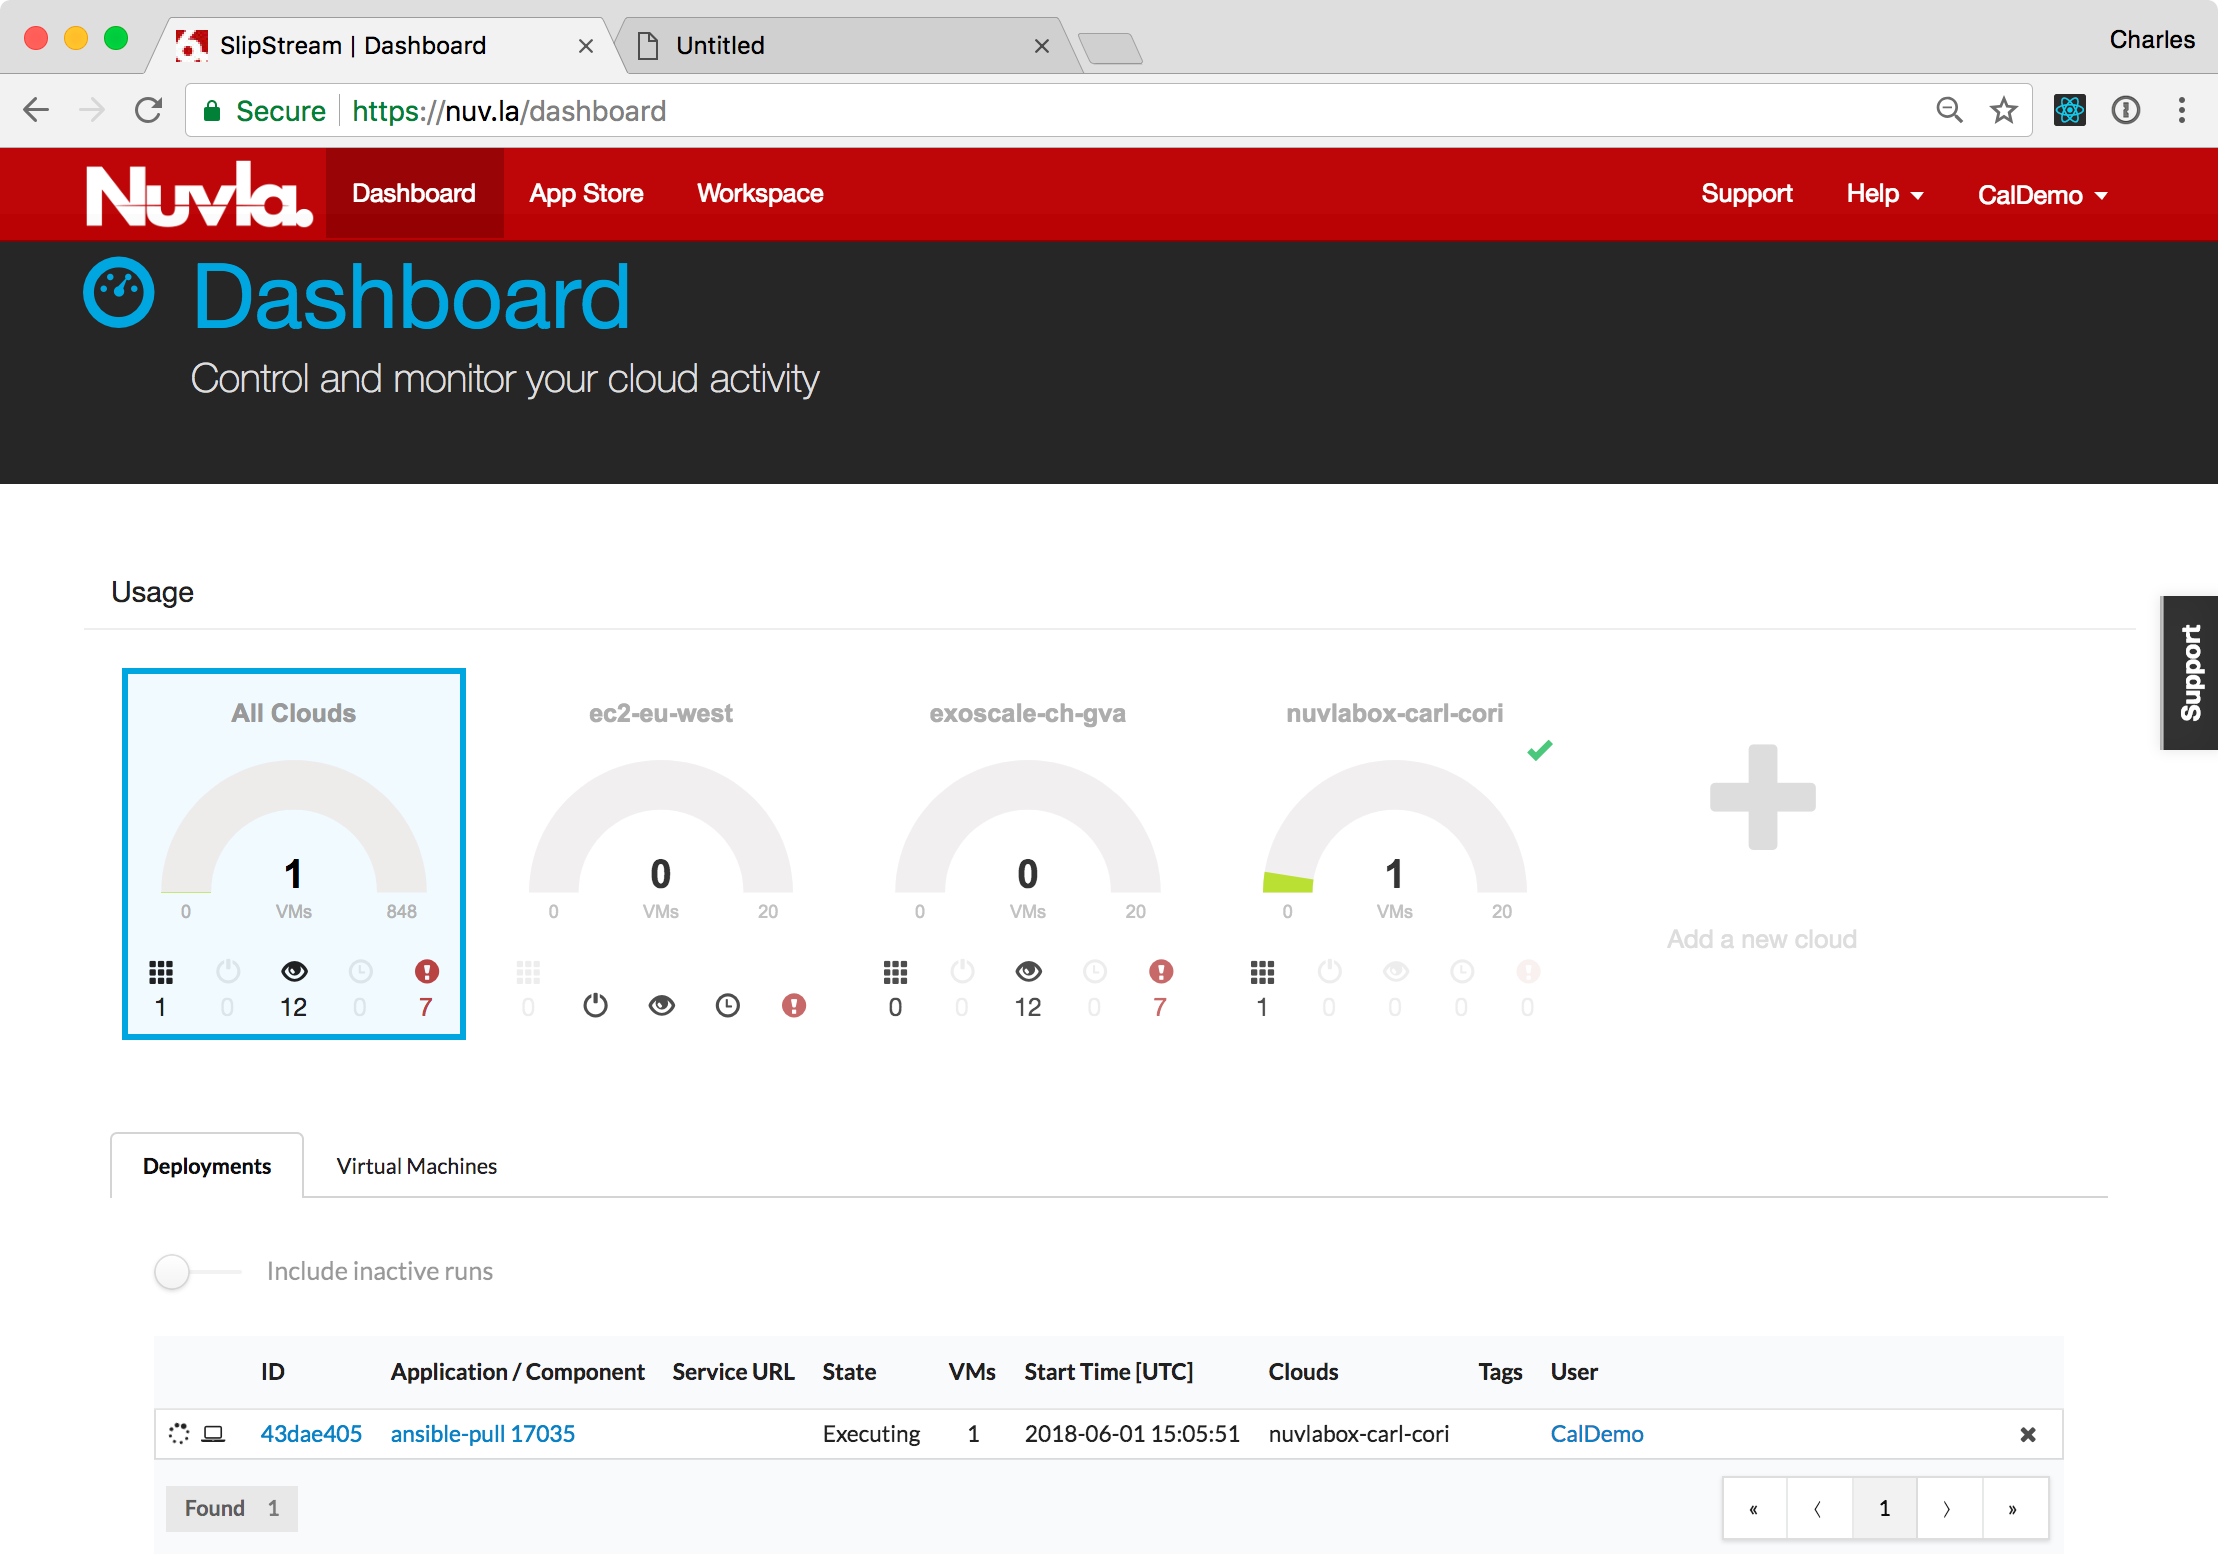 SlipStream | Dashboard
Untitled
Charles
Secure
https://nuv.la/dashboard
Nuvla.
Dashboard
App Store
Workspace
Support
Help
CalDemo
Dashboard
Control and monitor your cloud activity
Usage
Support
All Clouds
1
0 VMs 848
1 0 12 0 7
ec2-eu-west
0
0 VMs 20
0
exoscale-ch-gva
0
0 VMs 20
0 0 12 0 7
nuvlabox-carl-cori
1
0 VMs 20
1 0 0 0 0
Add a new cloud
Deployments
Virtual Machines
Include inactive runs
ID Application / Component Service URL State VMs Start Time [UTC] Clouds Tags User
43dae405 ansible-pull 17035 Executing 1 2018-06-01 15:05:51 nuvlabox-carl-cori CalDemo
Found 1
« 〈 1 〉 »